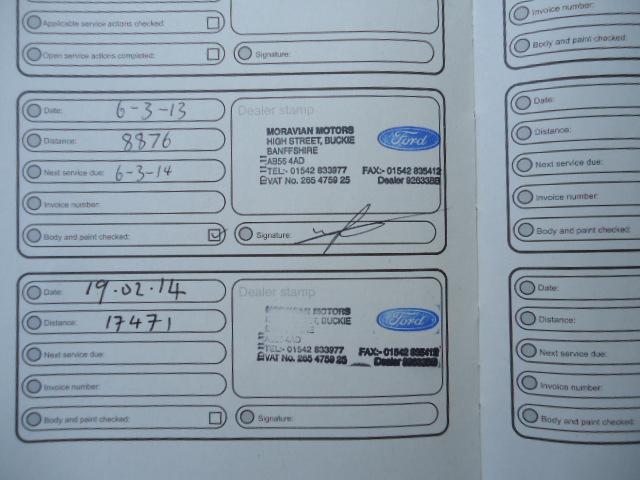 Applicable service actions checked:
Open service actions completed:
Signature:
Date: 6-3-13
Distance: 8876
Next service due: 6-3-14
Invoice number:
Body and paint checked:
Dealer stamp
MORAVIAN MOTORS
HIGH STREET, BUCKIE
BANFFSHIRE
AB56 4AD
TEL:- 01542 833977 FAX:- 01542 835412
VAT No. 265 4759 25 Dealer 926338B
Ford
Signature:
Date: 19.02.14
Distance: 17471
Next service due:
Invoice number:
Body and paint checked:
Dealer stamp
MORAVIAN MOTORS
BUCKIE
TEL:- 01542 833977 FAX:- 01542 835412
VAT No. 265 4759 25 Dealer
Ford
Signature:
Invoice number:
Body and paint checked:
Date:
Distance:
Next service due:
Invoice number:
Body and paint checked:
Date:
Distance:
Next service due:
Invoice number:
Body and paint checked: